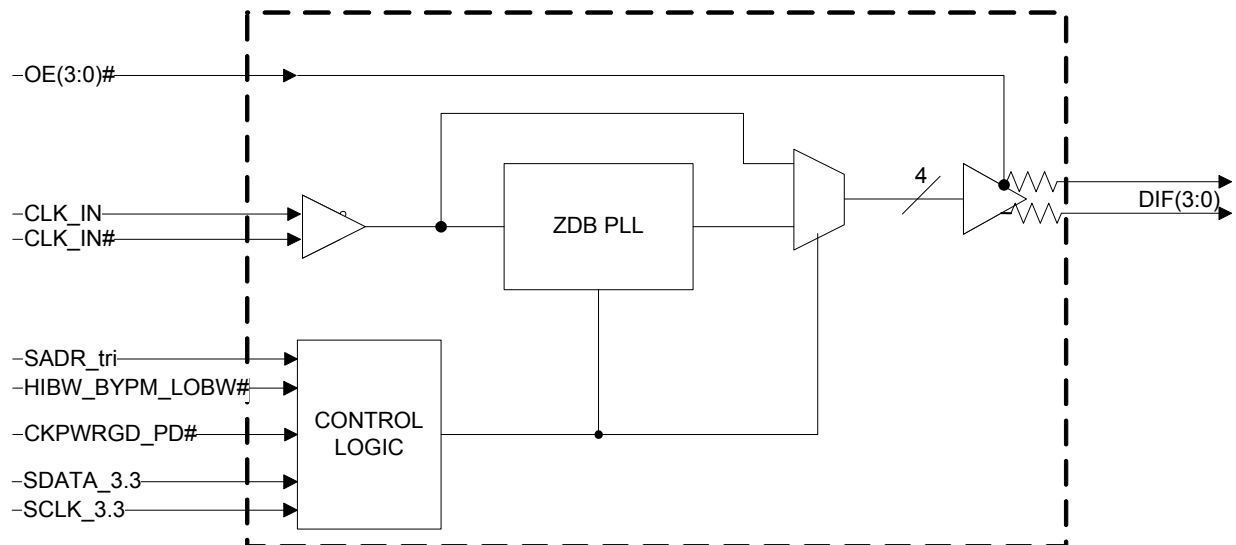 OE(3:0)#
4
CLK_IN
CLK_IN#
ZDB PLL
DIF(3:0)
SADR_tri
HIBW_BYPM_LOBW#
CKPWRGD_PD#
SDATA_3.3
SCLK_3.3
CONTROL
LOGIC